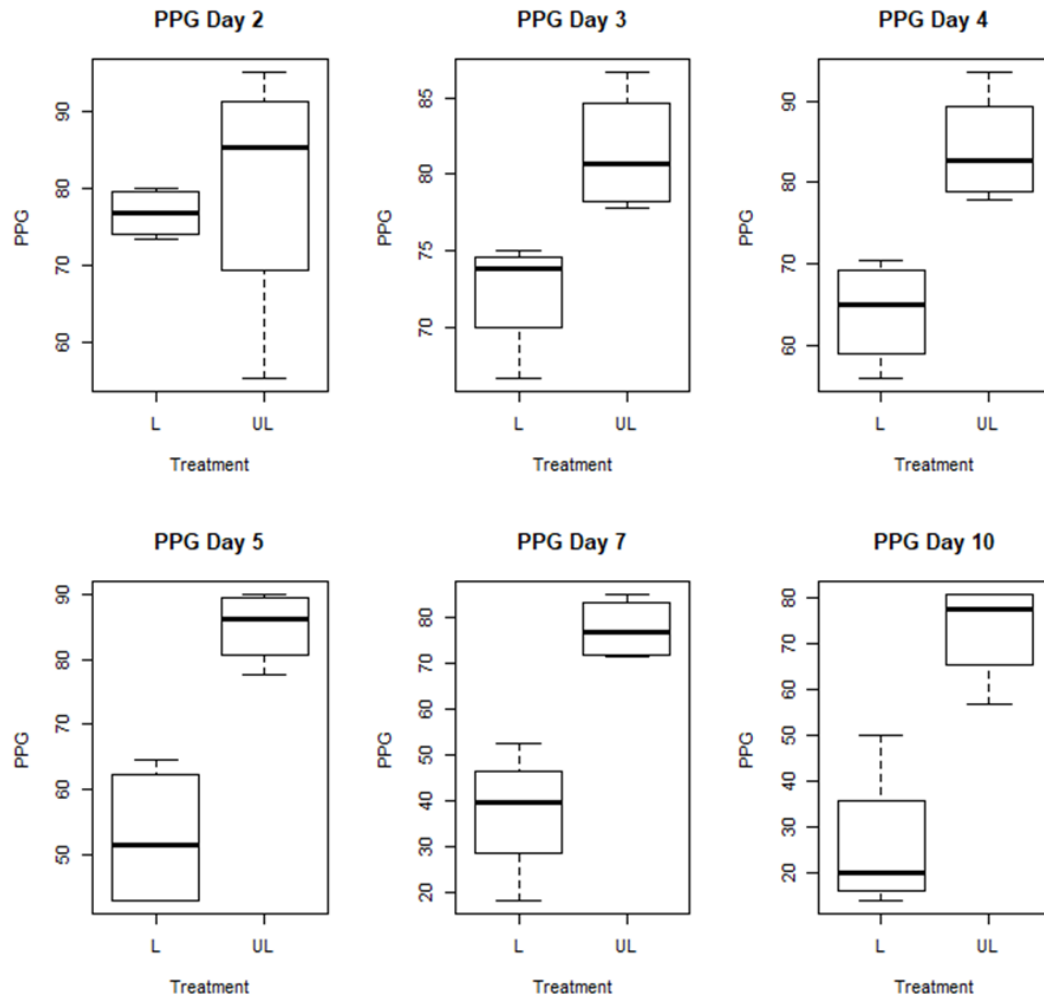 PPG Day 2
PPG
90
80
70
60
L UL
Treatment
PPG Day 3
PPG
85
80
75
70
L UL
Treatment
PPG Day 4
PPG
90
80
70
60
L UL
Treatment
PPG Day 5
PPG
90
80
70
60
50
L UL
Treatment
PPG Day 7
PPG
80
70
60
50
40
30
20
L UL
Treatment
PPG Day 10
PPG
80
70
60
50
40
30
20
L UL
Treatment